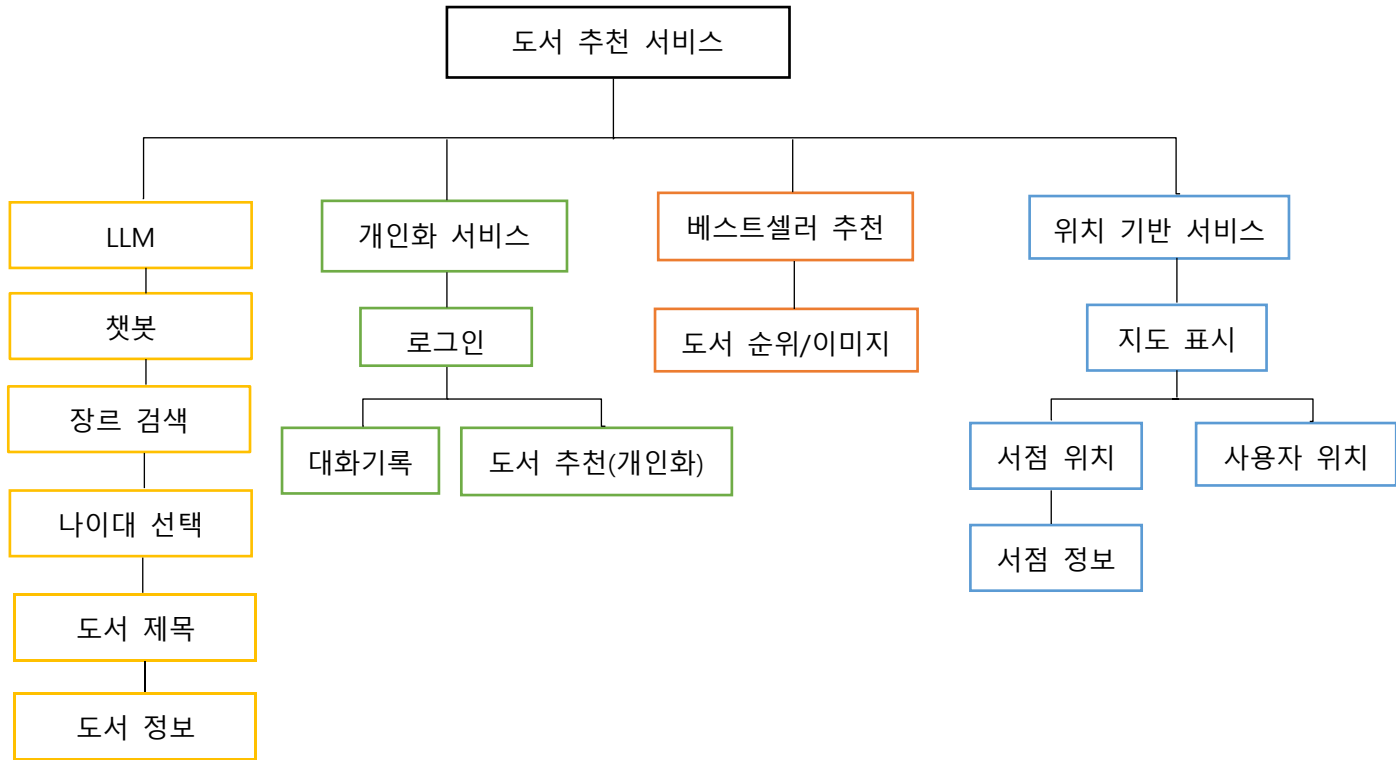 도서 추천 서비스
LLM
개인화 서비스
베스트셀러 추천
위치 기반 서비스
챗봇
로그인
도서 순위/이미지
지도 표시
장르 검색
대화기록
도서 추천(개인화)
서점 위치
사용자 위치
나이대 선택
서점 정보
도서 제목
도서 정보